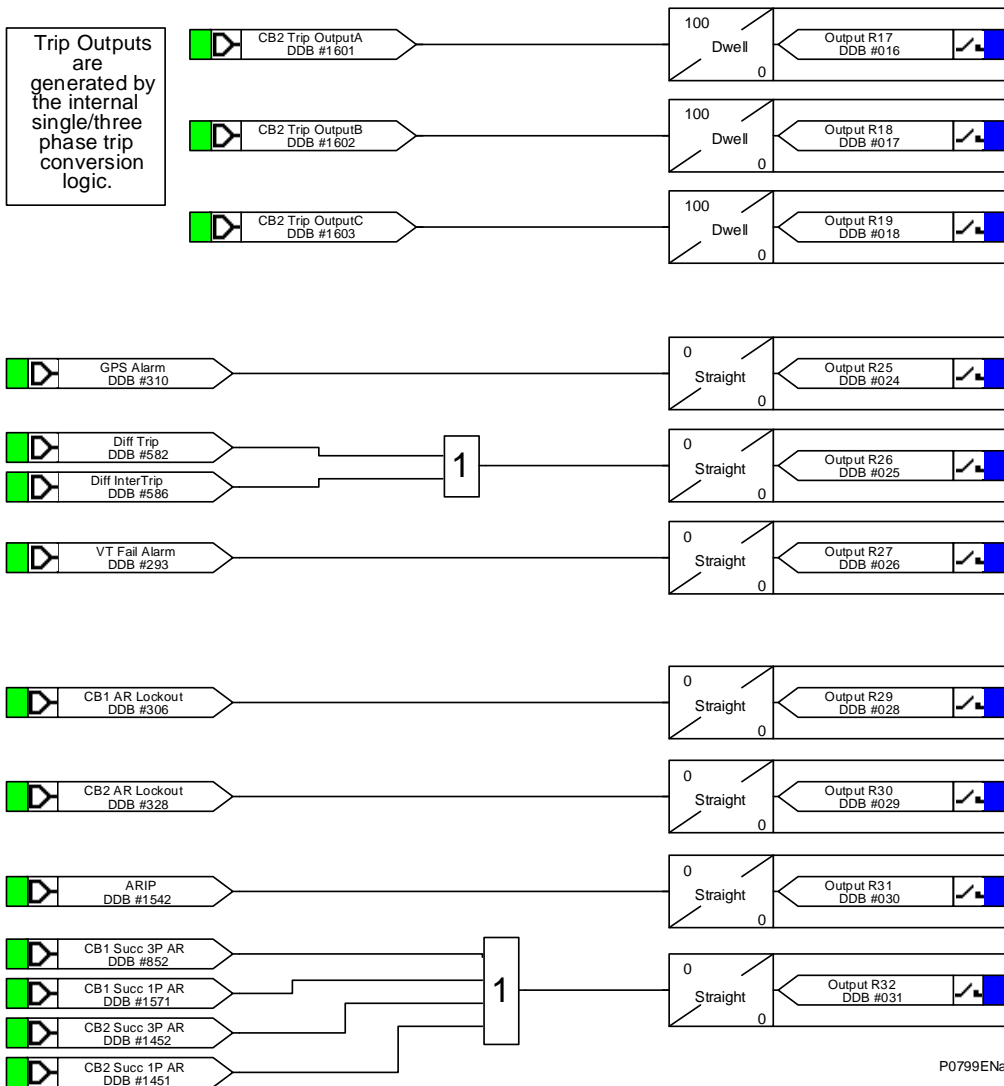 Trip Outputs
are
generated by
the internal
single/three
phase trip
conversion
logic.
CB2 Trip OutputA
DDB #1601
100
Dwell
0
Output R17
DDB #016
CB2 Trip OutputB
DDB #1602
100
Dwell
0
Output R18
DDB #017
CB2 Trip OutputC
DDB #1603
100
Dwell
0
Output R19
DDB #018
GPS Alarm
DDB #310
0
Straight
0
Output R25
DDB #024
Diff Trip
DDB #582
Diff InterTrip
DDB #586
1
0
Straight
0
Output R26
DDB #025
VT Fail Alarm
DDB #293
0
Straight
0
Output R27
DDB #026
CB1 AR Lockout
DDB #306
0
Straight
0
Output R29
DDB #028
CB2 AR Lockout
DDB #328
0
Straight
0
Output R30
DDB #029
ARIP
DDB #1542
0
Straight
0
Output R31
DDB #030
CB1 Succ 3P AR
DDB #852
CB1 Succ 1P AR
DDB #1571
CB2 Succ 3P AR
DDB #1452
CB2 Succ 1P AR
DDB #1451
1
0
Straight
0
Output R32
DDB #031
P0799ENa